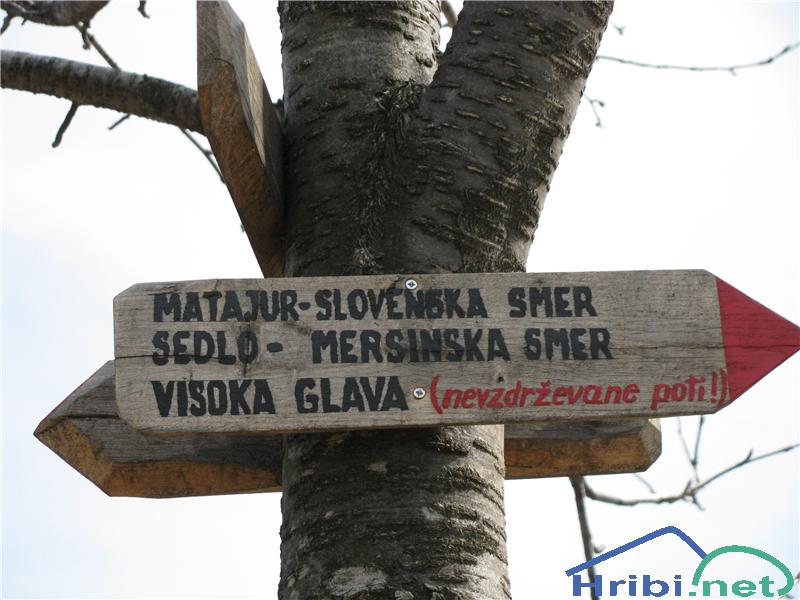 MATAJUR-SLOVENSKA SMER
SEDLO- MERSINSKA SMER
VISOKA GLAVA (nevzdrževane poti!)
Hribi.net